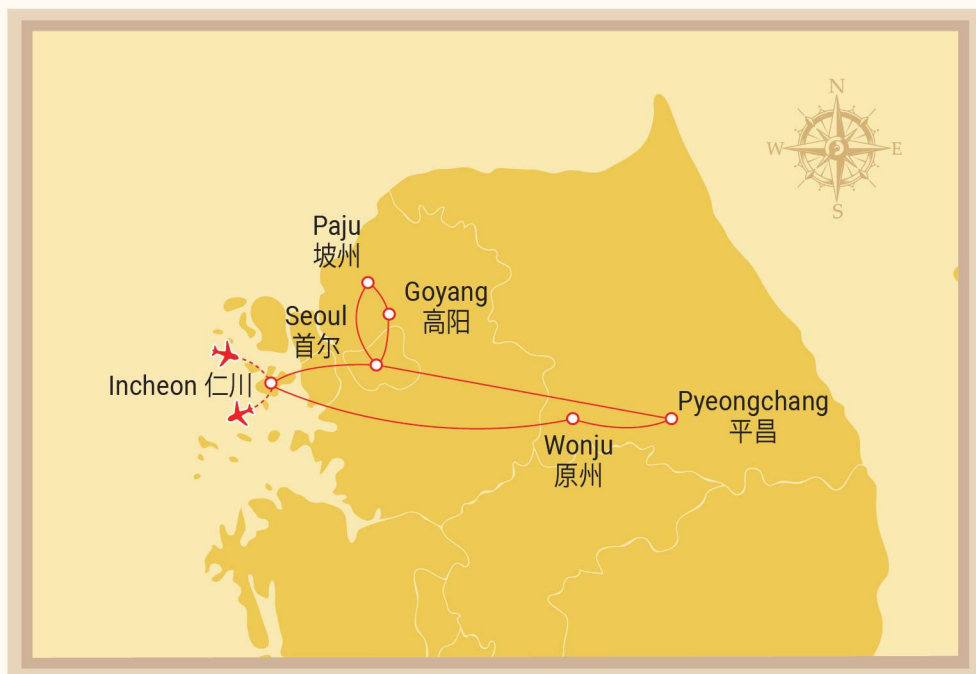 N
W
E
S
Paju
坡州
Goyang
高阳
Seoul
首尔
Incheon 仁川
Pyeongchang
平昌
Wonju
原州